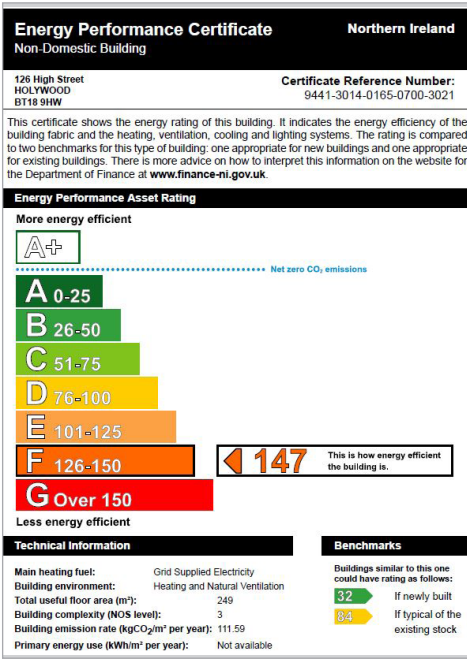 Energy Performance Certificate
Northern Ireland
Non-Domestic Building
126 High Street
HOLYWOOD
BT18 9HW
Certificate Reference Number:
9441-3014-0165-0700-3021
This certificate shows the energy rating of this building. It indicates the energy efficiency of the
building fabric and the heating, ventilation, cooling and lighting systems. The rating is compared
to two benchmarks for this type of building: one appropriate for new buildings and one appropriate
for existing buildings. There is more advice on how to interpret this information on the website for
the Department of Finance at www.finance-ni.gov.uk.
Energy Performance Asset Rating
More energy efficient
A+
Net zero CO₂ emissions
A 0-25
B 26-50
C 51-75
D 76-100
E 101-125
F 126-150
147
This is how energy efficient
the building is.
G Over 150
Less energy efficient
Technical Information
Main heating fuel: Grid Supplied Electricity
Building environment: Heating and Natural Ventilation
Total useful floor area (m²): 249
Building complexity (NOS level): 3
Building emission rate (kgCO₂/m² per year): 111.59
Primary energy use (kWh/m² per year): Not available
Benchmarks
Buildings similar to this one
could have rating as follows:
32 If newly built
84 If typical of the
existing stock